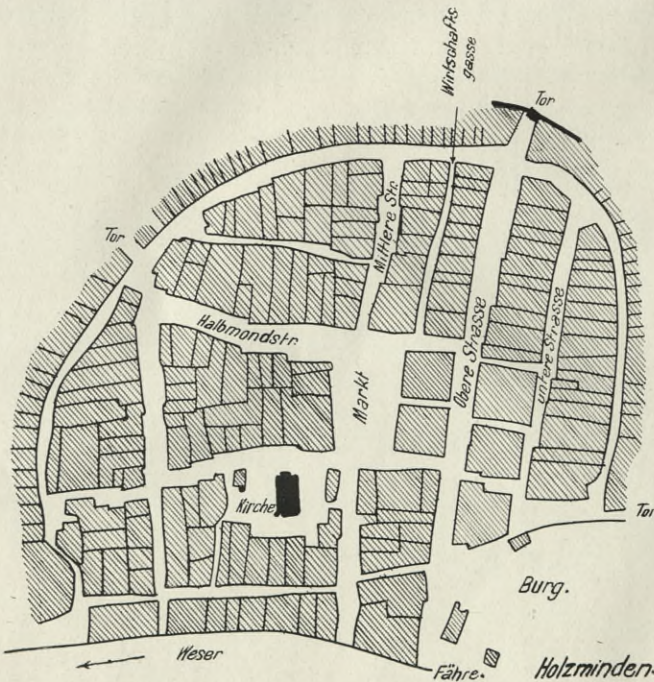 Wirtschafts
gasse
Tor
Tor
Mittlere Str.
Halbmondstr.
Obere Strasse
untere Strasse
Markt
Kirche
Tor
Burg.
Weser
Fähre.
Holzminden.